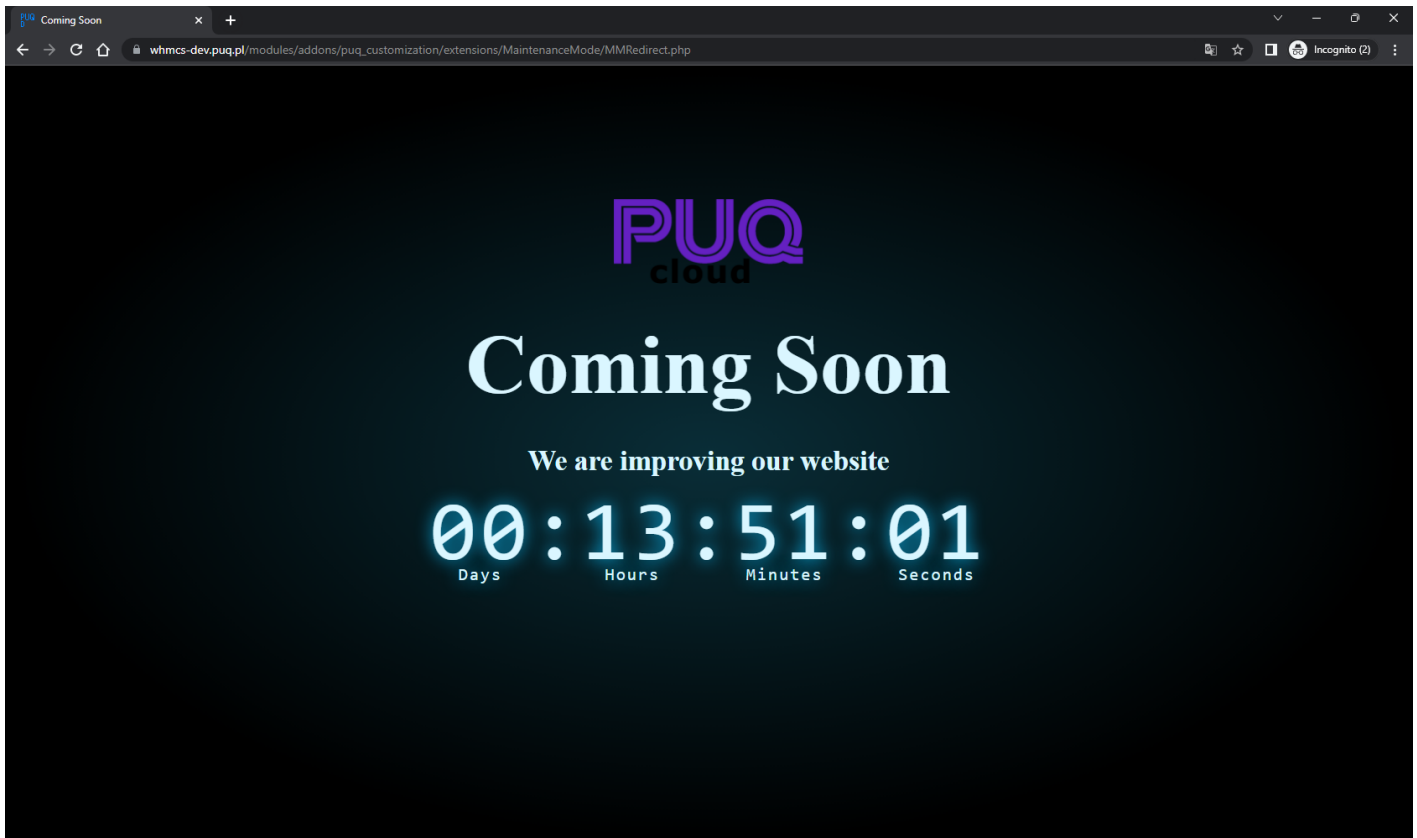 Coming Soon
whmcs-dev.puq.pl/modules/addons/puq_customization/extensions/MaintenanceMode/MMRedirect.php
Incognito (2)
PUQ
cloud
Coming Soon
We are improving our website
00:13:51:01
Days Hours Minutes Seconds